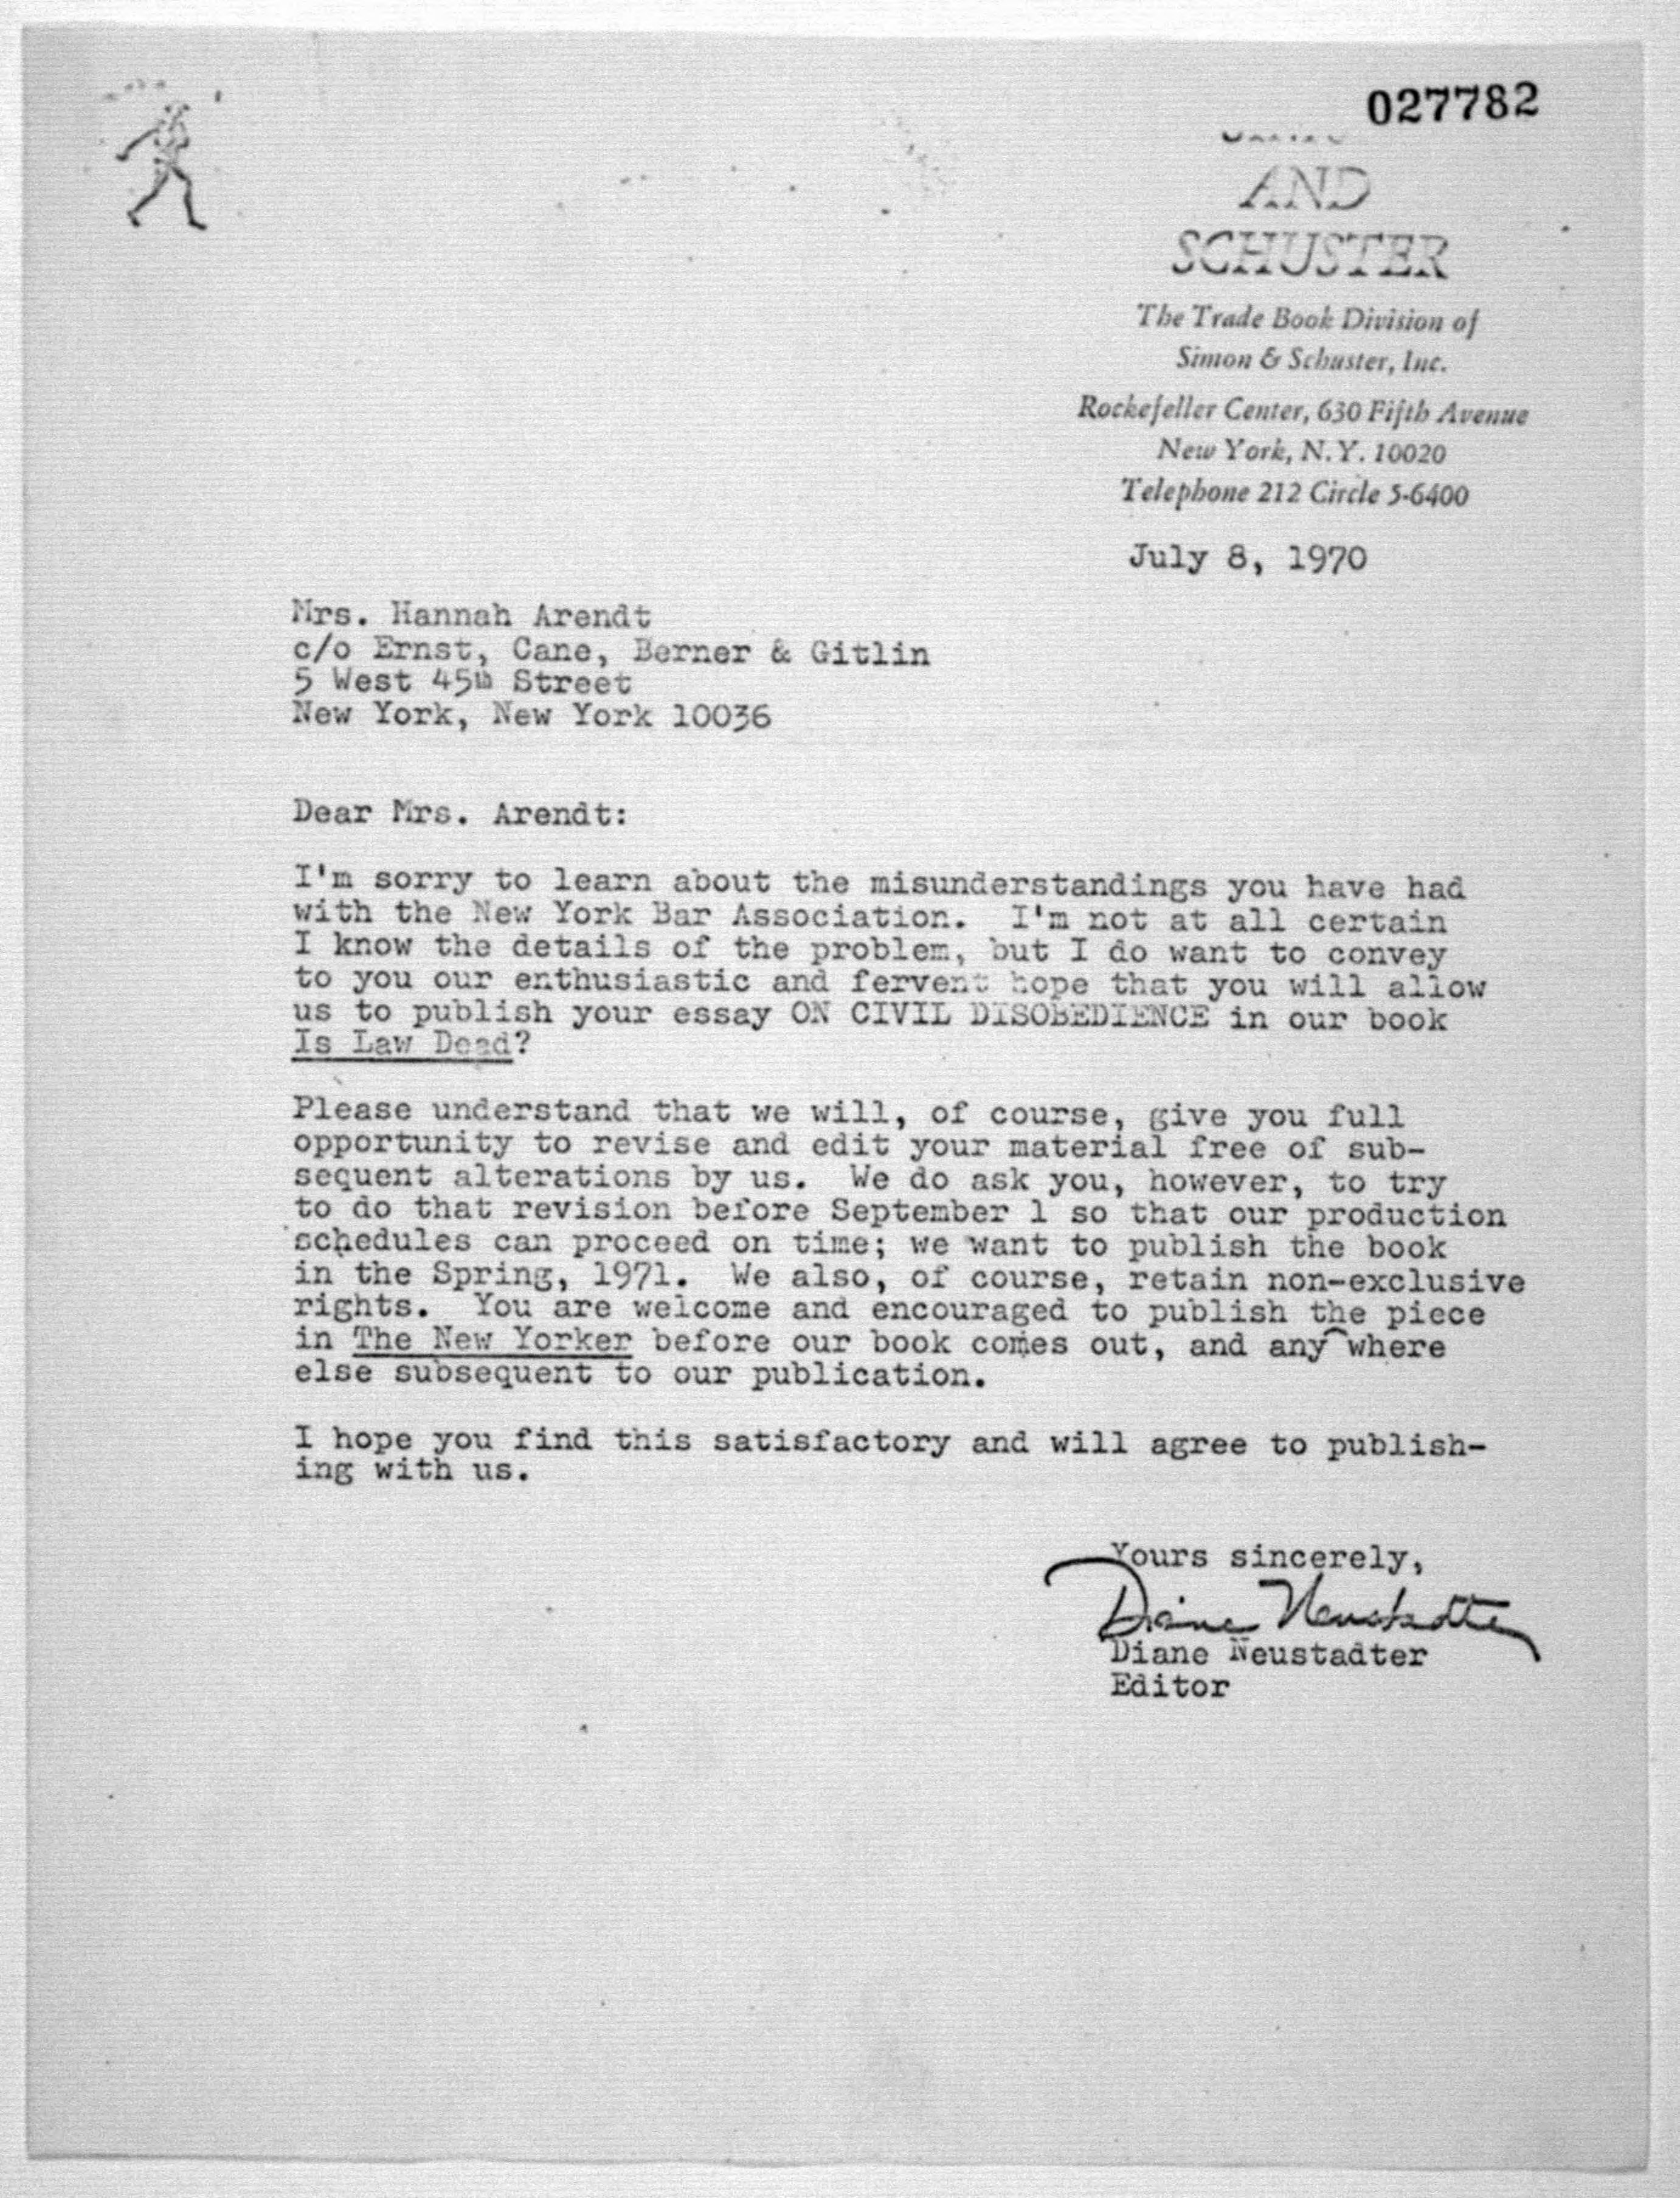 027782
AND
SCHUSTER
The Trade Book Division of
Simon & Schuster, Inc.
Rockefeller Center, 630 Fifth Avenue
New York, N.Y. 10020
Telephone 212 Circle 5-6400
July 8, 1970
Mrs. Hannah Arendt
c/o Ernst, Cane, Berner & Gitlin
5 West 45th Street
New York, New York 10036
Dear Mrs. Arendt:
I'm sorry to learn about the misunderstandings you have had
with the New York Bar Association. I'm not at all certain
I know the details of the problem, but I do want to convey
to you our enthusiastic and fervent hope that you will allow
us to publish your essay ON CIVIL DISOBEDIENCE in our book
Is Law Dead?
Please understand that we will, of course, give you full
opportunity to revise and edit your material free of sub-
sequent alterations by us. We do ask you, however, to try
to do that revision before September 1 so that our production
schedules can proceed on time; we want to publish the book
in the Spring, 1971. We also, of course, retain non-exclusive
rights. You are welcome and encouraged to publish the piece
in The New Yorker before our book comes out, and any where
else subsequent to our publication.
I hope you find this satisfactory and will agree to publish-
ing with us.
Yours sincerely,
Diane Neustadter
Diane Neustadter
Editor